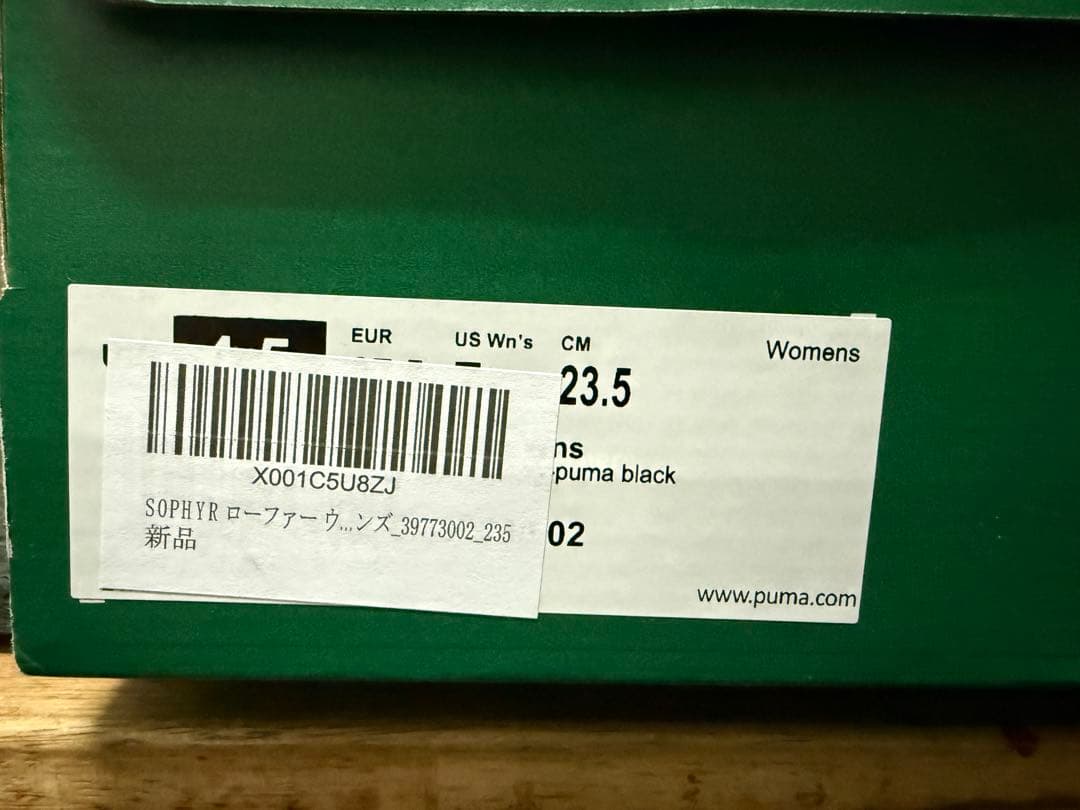 EUR US Wn's CM Womens
23.5
puma black
02
X001C5U8ZJ
SOPHYR ローファー ウ...ンズ_39773002_235
新品
www.puma.com